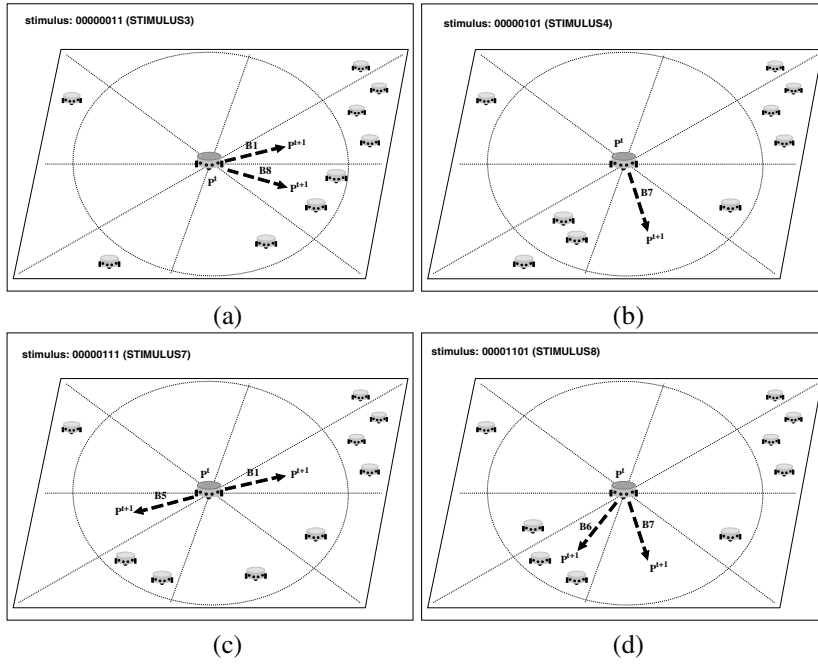 stimulus: 00000011 (STIMULUS3)
B1
P^{t+1}
B8
P^t
P^{t+1}
(a)
stimulus: 00000101 (STIMULUS4)
P^t
B7
P^{t+1}
(b)
stimulus: 00000111 (STIMULUS7)
P^t
B1
P^{t+1}
B5
P^{t+1}
(c)
stimulus: 00001101 (STIMULUS8)
P^t
B6
B7
P^{t+1}
P^{t+1}
(d)